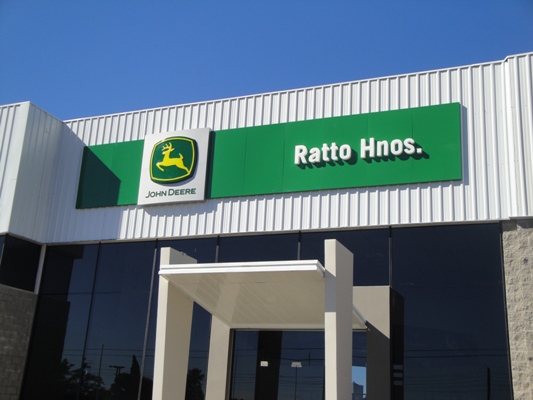 JOHN DEERE
Ratto Hnos.